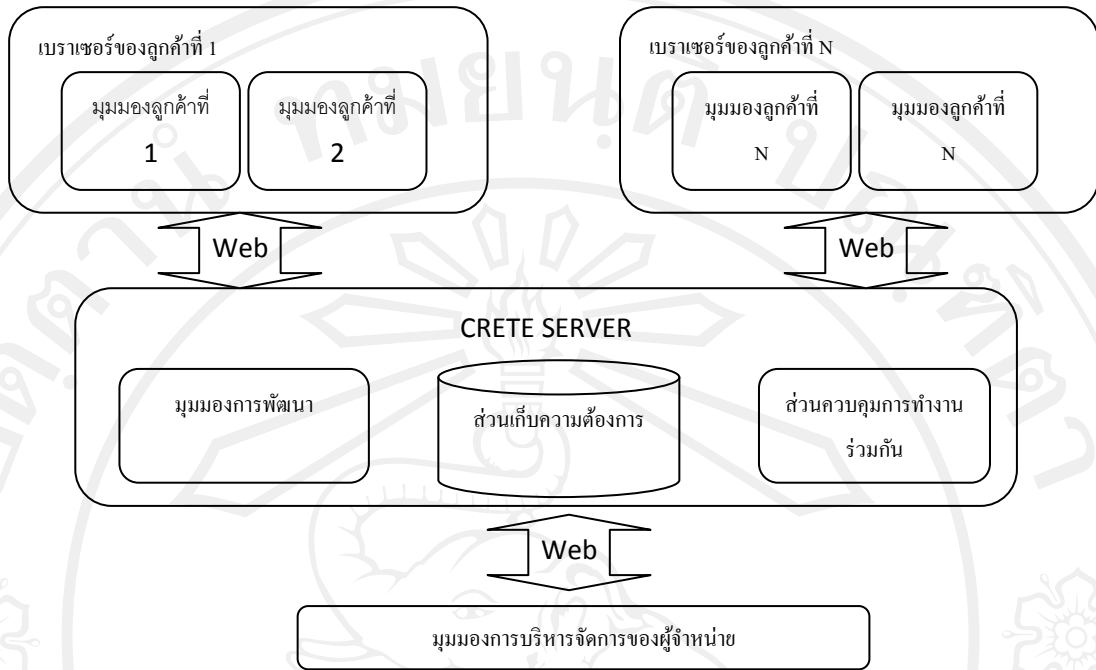 เบราเซอร์ของลูกค้าที่ 1
มุมมองลูกค้าที่
1
มุมมองลูกค้าที่
2
เบราเซอร์ของลูกค้าที่ N
มุมมองลูกค้าที่
N
มุมมองลูกค้าที่
N
Web
Web
CRETE SERVER
มุมมองการพัฒนา
ส่วนเก็บความต้องการ
ส่วนควบคุมการทำงาน
ร่วมกัน
Web
มุมมองการบริหารจัดการของผู้จำหน่าย